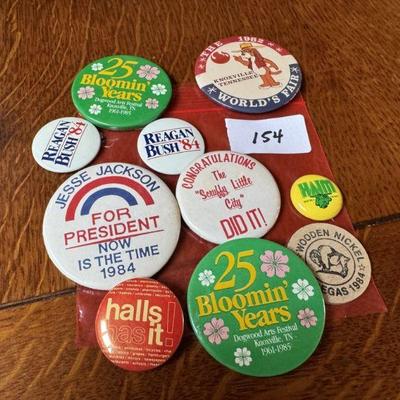 25
Bloomin'
Years
Dogwood Arts Festival
Knoxville, TN
1961-1985
THE 1982
KNOXVILLE
TENNESSEE
WORLD'S FAIR
154
REAGAN
BUSH '84
REAGAN
BUSH '84
JESSE JACKSON
FOR
PRESIDENT
NOW
IS THE TIME
1984
CONGRATULATIONS
The
"Scruffy Little
City"
DID IT!
WOODEN NICKEL
VEGAS 1984
halls
has it!
25
Bloomin'
Years
Dogwood Arts Festival
Knoxville, TN
1961-1985